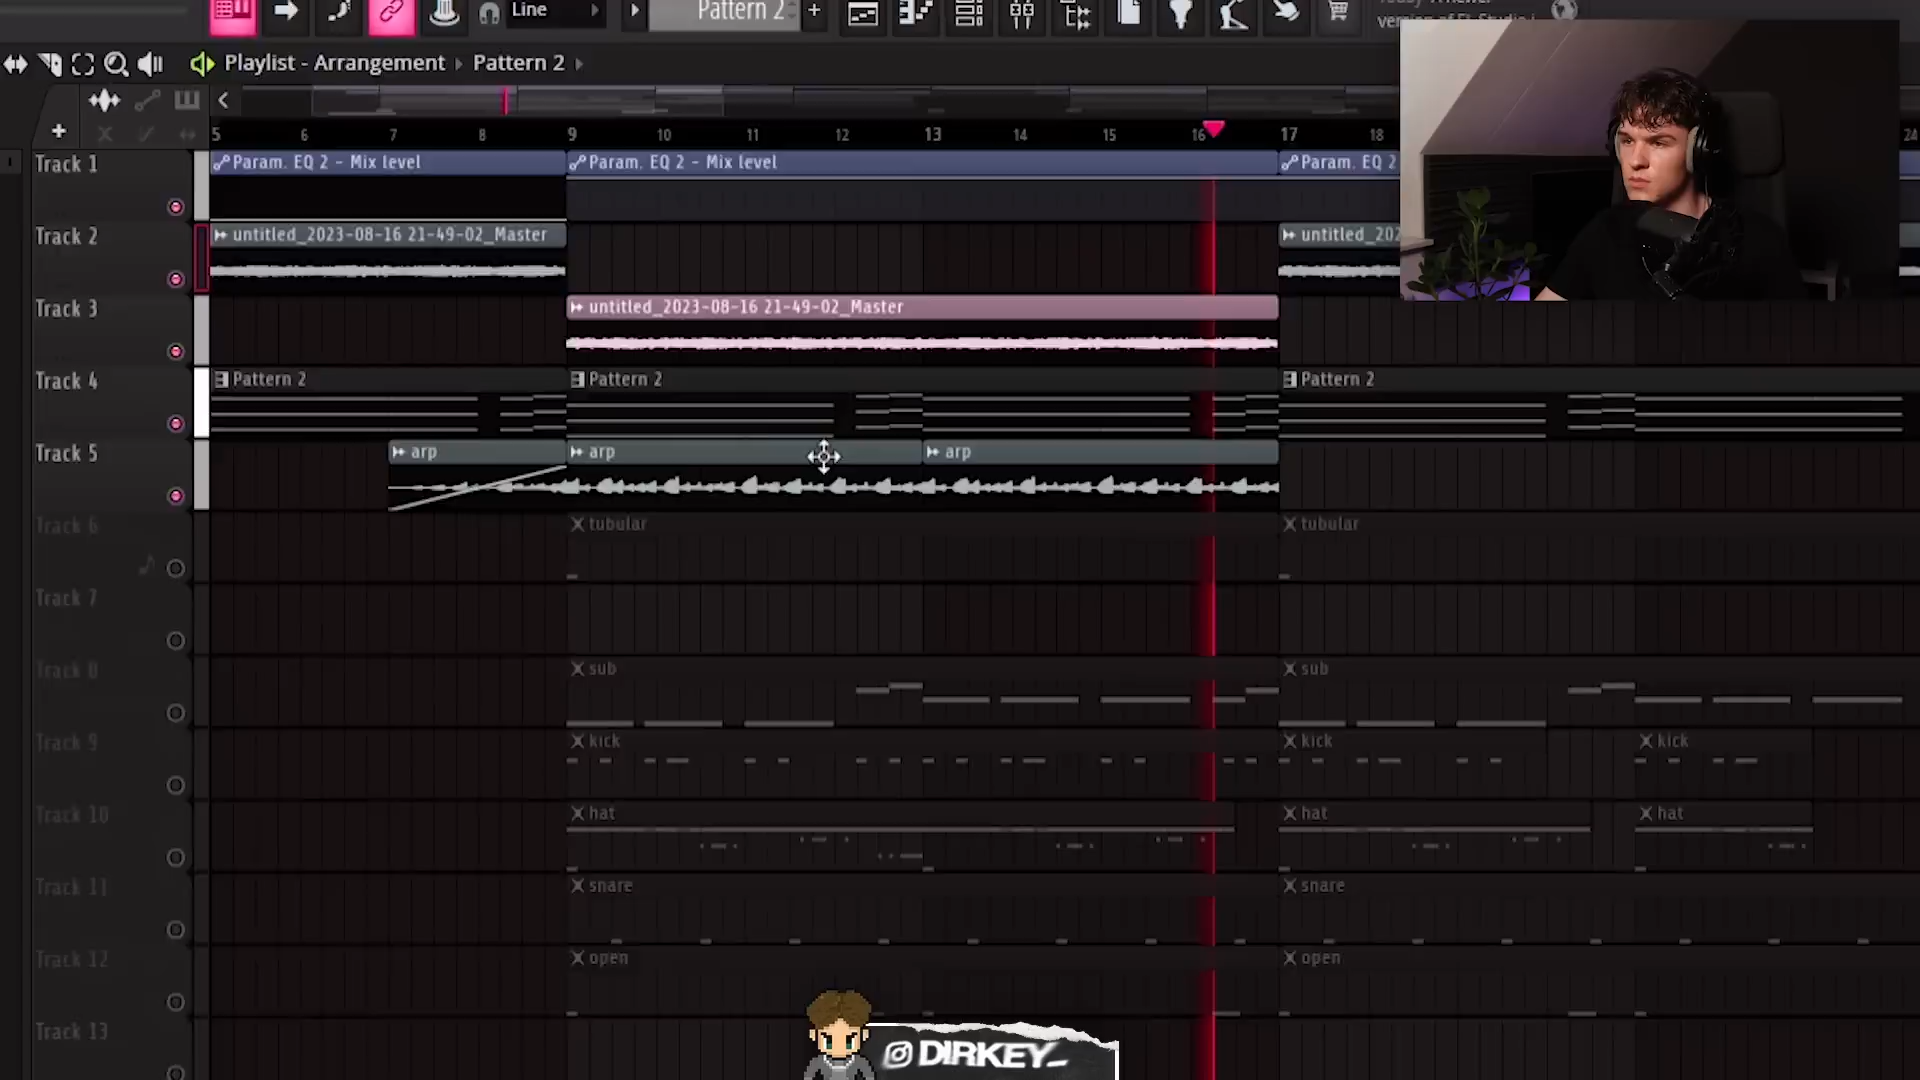 Line
Pattern 2
Playlist - Arrangement
Pattern 2
5 6 7 8 9 10 11 12 13 14 15 16 17 18 24
Track 1
Param. EQ 2 - Mix level
Param. EQ 2 - Mix level
Param. EQ 2
Track 2
untitled_2023-08-16 21-49-02_Master
untitled_202
Track 3
untitled_2023-08-16 21-49-02_Master
Track 4
Pattern 2
Pattern 2
Pattern 2
Track 5
arp
arp
arp
Track 6
tubular
tubular
Track 7
Track 8
sub
sub
Track 9
kick
kick
kick
Track 10
hat
hat
hat
Track 11
snare
snare
Track 12
open
open
Track 13
DIRKEY_